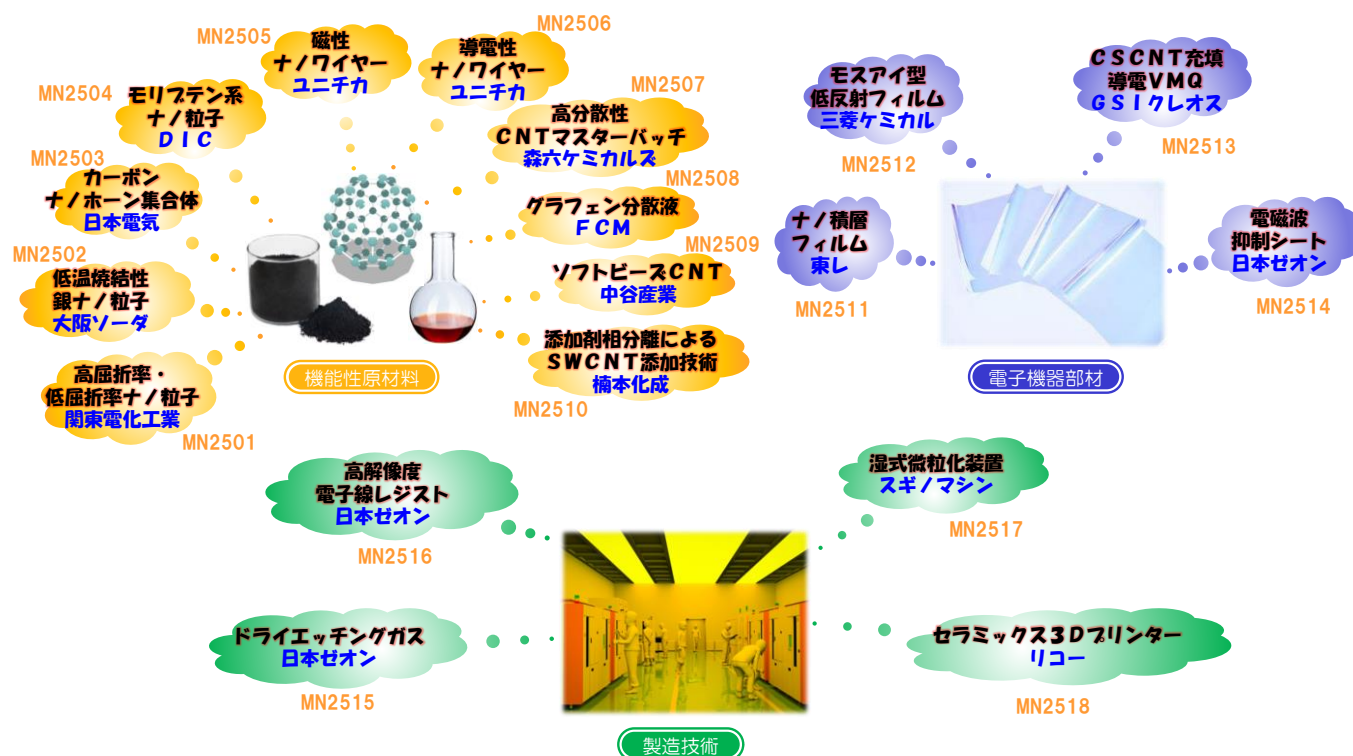 MN2505
磁性
ナノワイヤー
ユニチカ
MN2506
導電性
ナノワイヤー
ユニチカ
MN2504
モリブデン系
ナノ粒子
DIC
MN2507
高分散性
CNTマスターバッチ
森六ケミカルズ
MN2503
カーボン
ナノホーン集合体
日本電気
MN2508
グラフェン分散液
FCM
MN2502
低温焼結性
銀ナノ粒子
大阪ソーダ
MN2509
ソフトビーズCNT
中谷産業
高屈折率・
低屈折率ナノ粒子
関東電化工業
MN2501
添加剤相分離による
SWCNT添加技術
楠本化成
MN2510
機能性原材料
モスアイ型
低反射フィルム
三菱ケミカル
MN2512
CSCNT充填
導電VMQ
GSIクレオス
MN2513
ナノ積層
フィルム
東レ
MN2511
電磁波
抑制シート
日本ゼオン
MN2514
電子機器部材
高解像度
電子線レジスト
日本ゼオン
MN2516
湿式微粒化装置
スギノマシン
MN2517
ドライエッチングガス
日本ゼオン
MN2515
セラミックス3Dプリンター
リコー
MN2518
製造技術